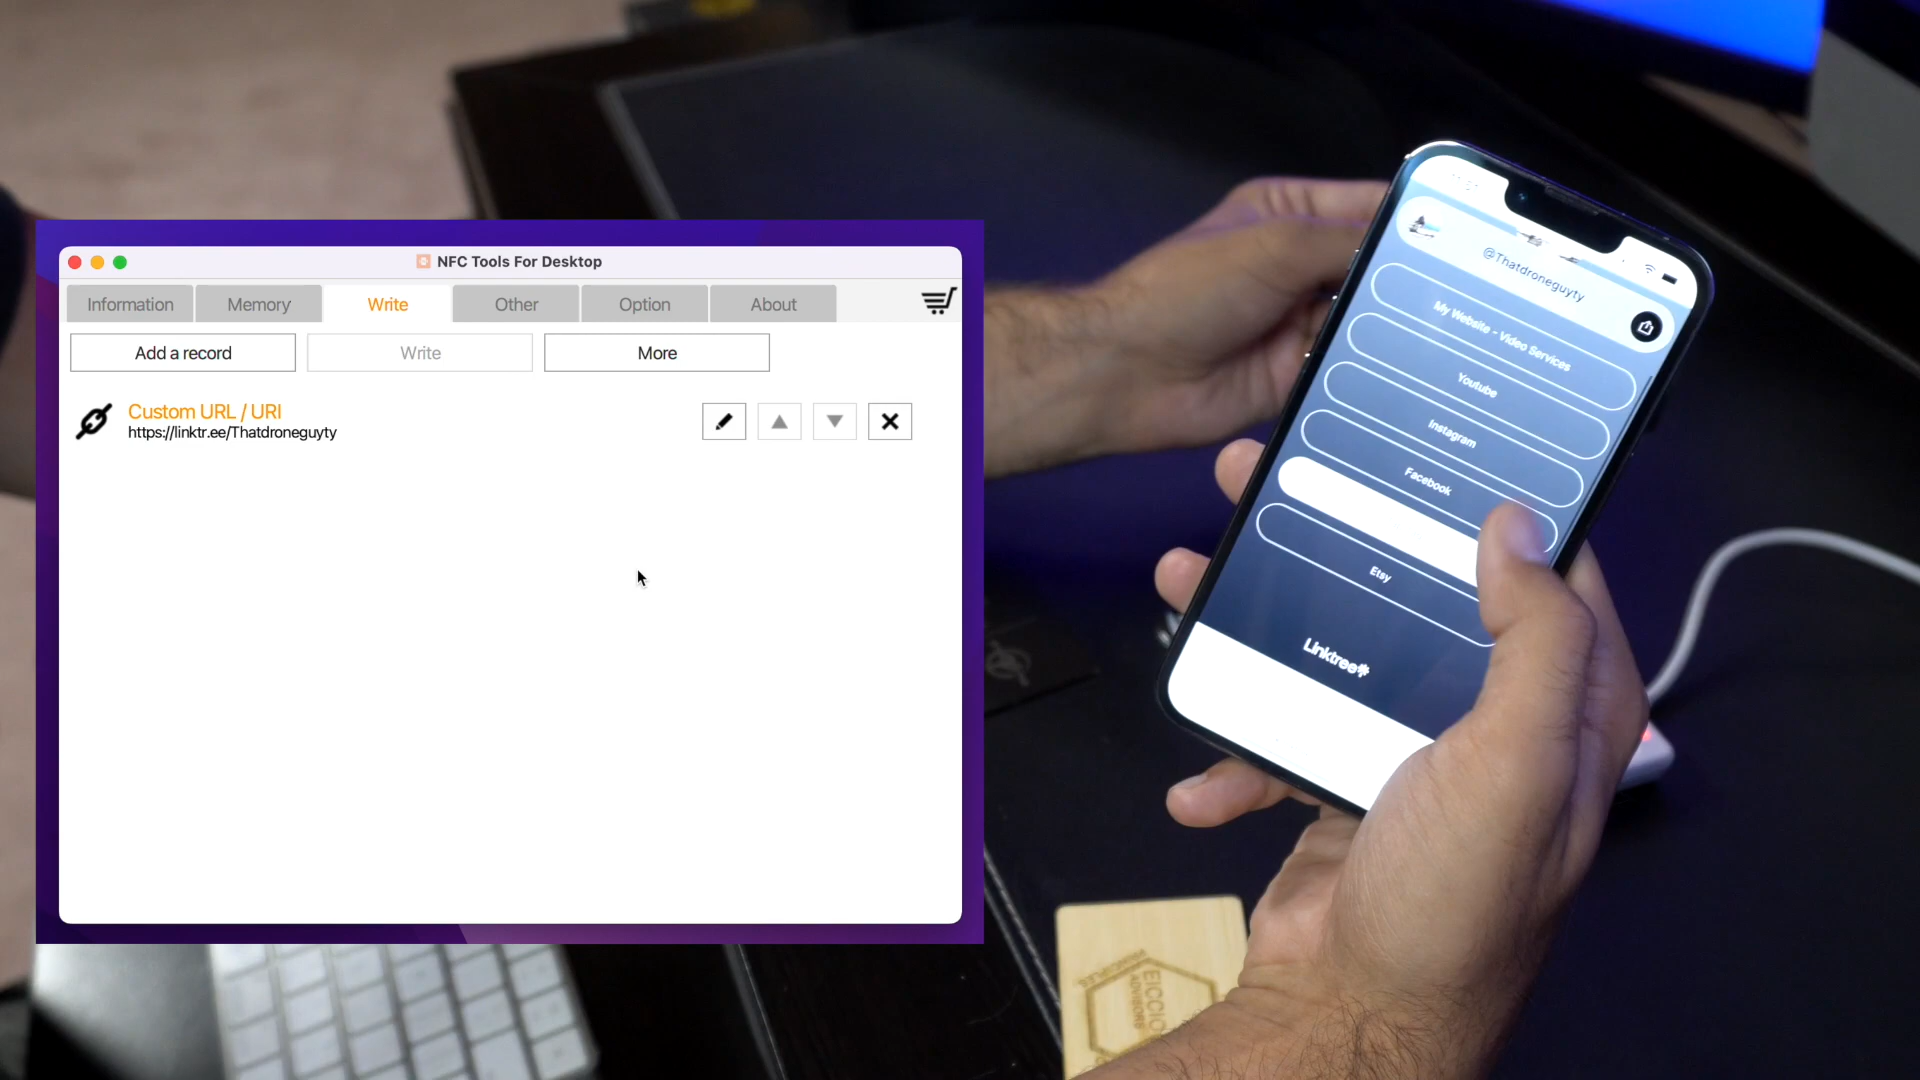 NFC Tools For Desktop
Information
Memory
Write
Other
Option
About
Add a record
Write
More
Custom URL / URI
https://linktr.ee/Thatdroneguyty
@Thatdroneguyty
My Website - Video Services
Youtube
Instagram
Facebook
Etsy
Linktree
ADVISORS